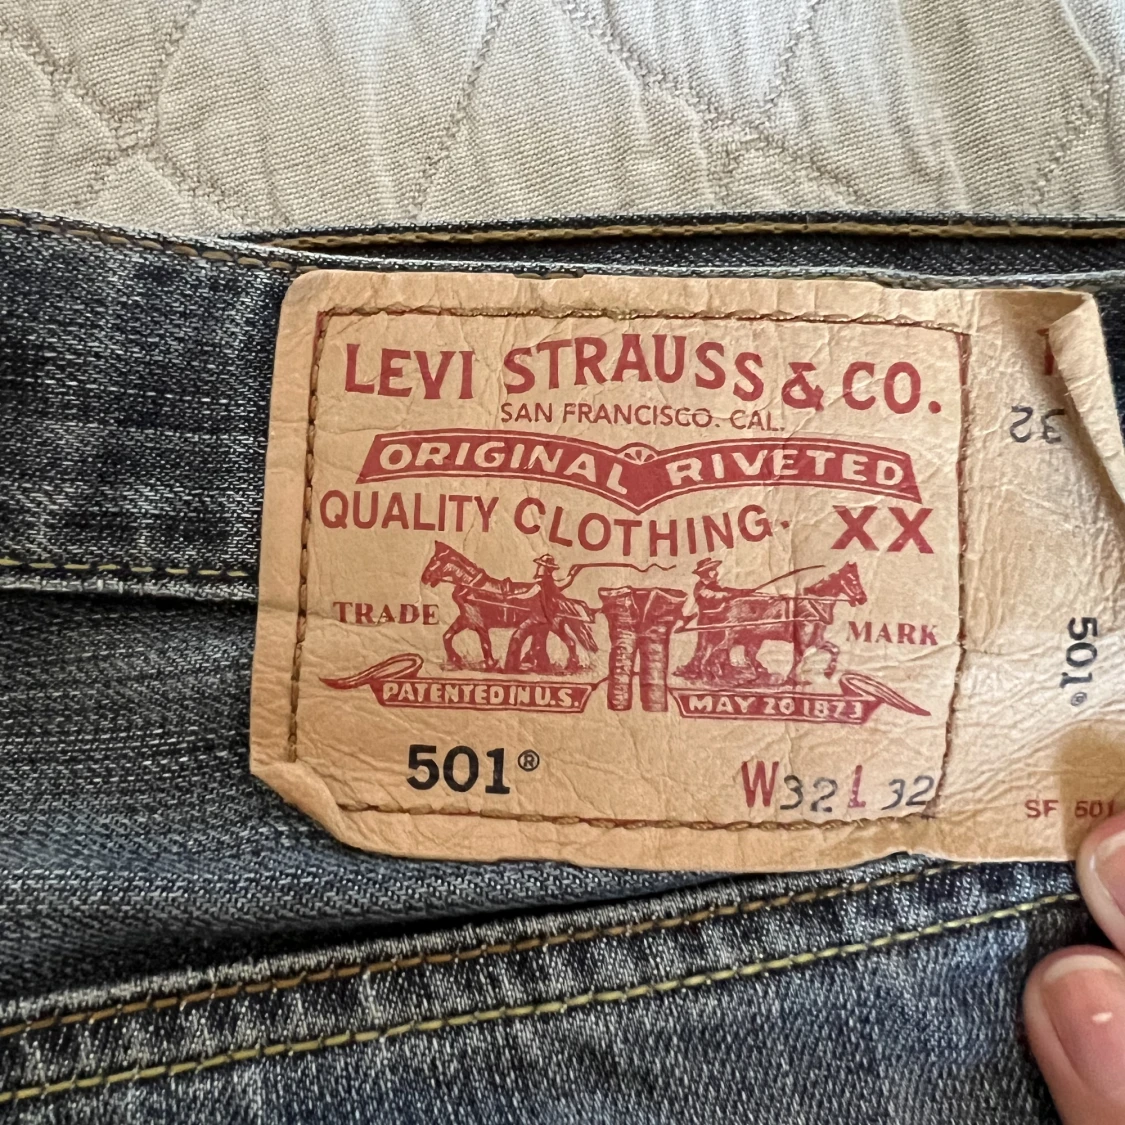 LEVI STRAUSS & CO.
SAN FRANCISCO. CAL.
ORIGINAL RIVETED
QUALITY CLOTHING. XX
TRADE MARK
PATENTED IN U.S. MAY 20 1873
501® W32 L 32
32
501®
SF 501